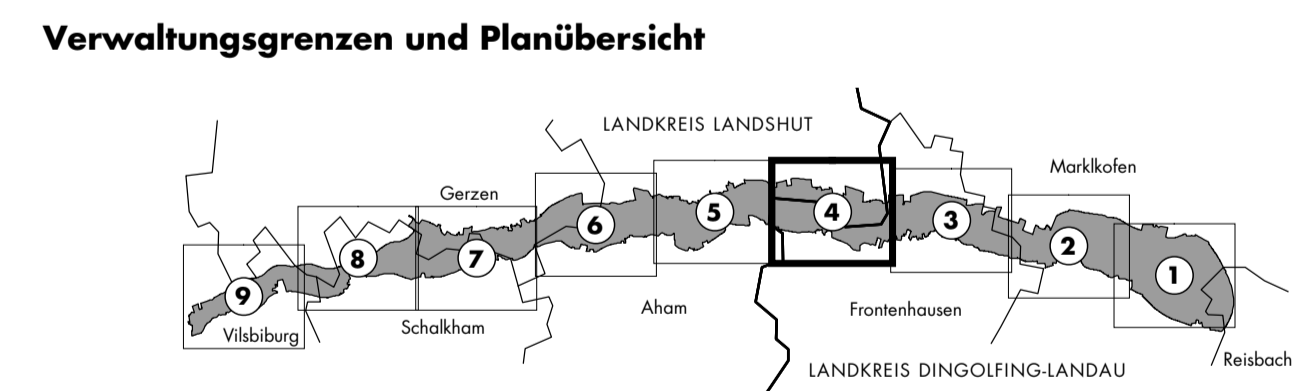 Verwaltungsgrenzen und Planübersicht
LANDKREIS LANDSHUT
Marklkofen
Gerzen
5
4
6
3
2
8
7
1
9
Aham
Frontenhausen
Schalkham
Vilsbiburg
Reisbach
LANDKREIS DINGOLFING-LANDAU